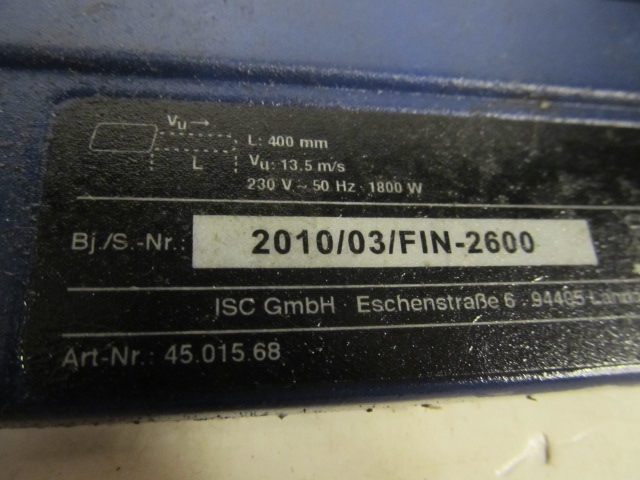 Vu →
L: 400 mm
L
Vu: 13.5 m/s
230 V ~ 50 Hz · 1800 W
Bj./S.-Nr.: 2010/03/FIN-2600
ISC GmbH · Eschenstraße 6 · 94405
Art-Nr.: 45.015.68